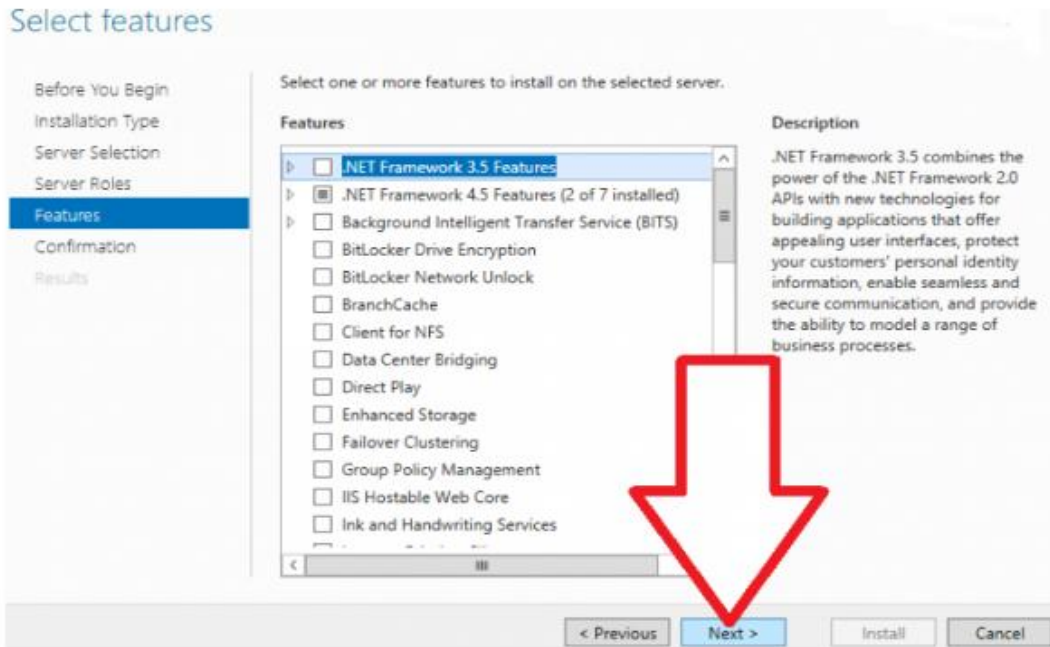 Select features
Before You Begin
Installation Type
Server Selection
Server Roles
Features
Confirmation
Results
Select one or more features to install on the selected server.
Features
.NET Framework 3.5 Features
.NET Framework 4.5 Features (2 of 7 installed)
Background Intelligent Transfer Service (BITS)
BitLocker Drive Encryption
BitLocker Network Unlock
BranchCache
Client for NFS
Data Center Bridging
Direct Play
Enhanced Storage
Failover Clustering
Group Policy Management
IIS Hostable Web Core
Ink and Handwriting Services
Description
.NET Framework 3.5 combines the
power of the .NET Framework 2.0
APIs with new technologies for
building applications that offer
appealing user interfaces, protect
your customers' personal identity
information, enable seamless and
secure communication, and provide
the ability to model a range of
business processes.
< Previous
Next >
Install
Cancel